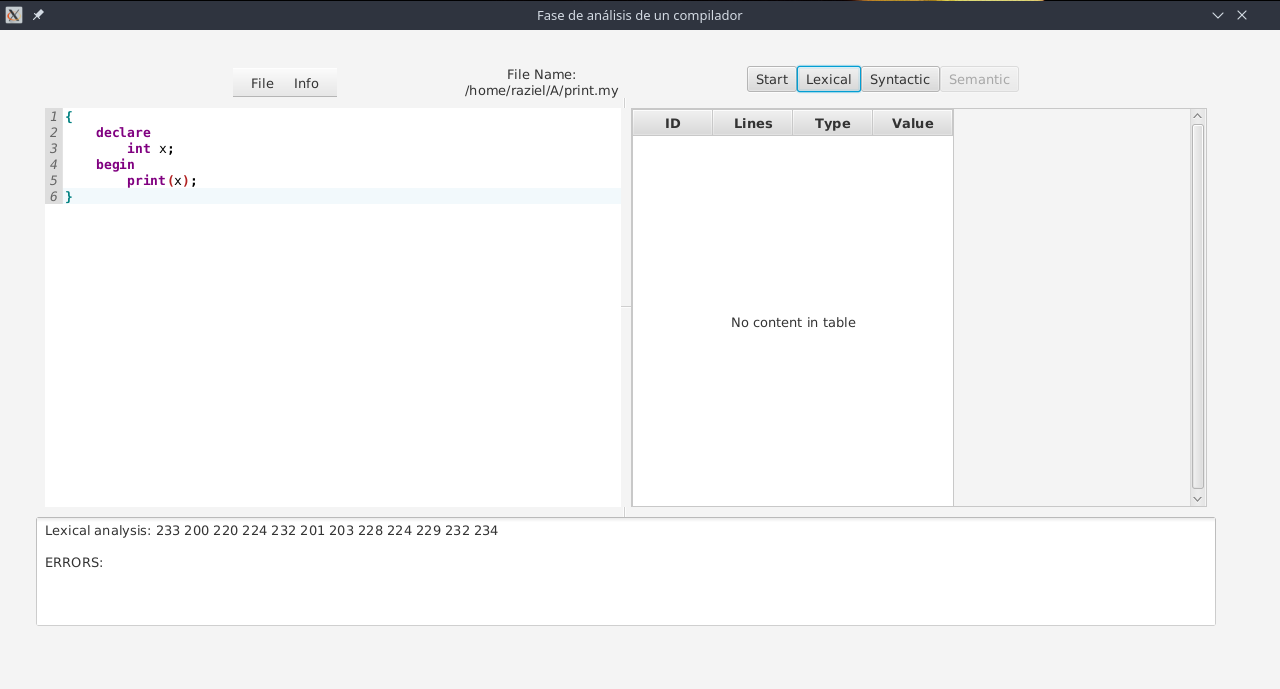 Fase de análisis de un compilador
File Info
File Name:
/home/raziel/A/print.my
Start Lexical Syntactic Semantic
1 {
2 declare
3 int x;
4 begin
5 print(x);
6 }
ID Lines Type Value
No content in table
Lexical analysis: 233 200 220 224 232 201 203 228 224 229 232 234
ERRORS: